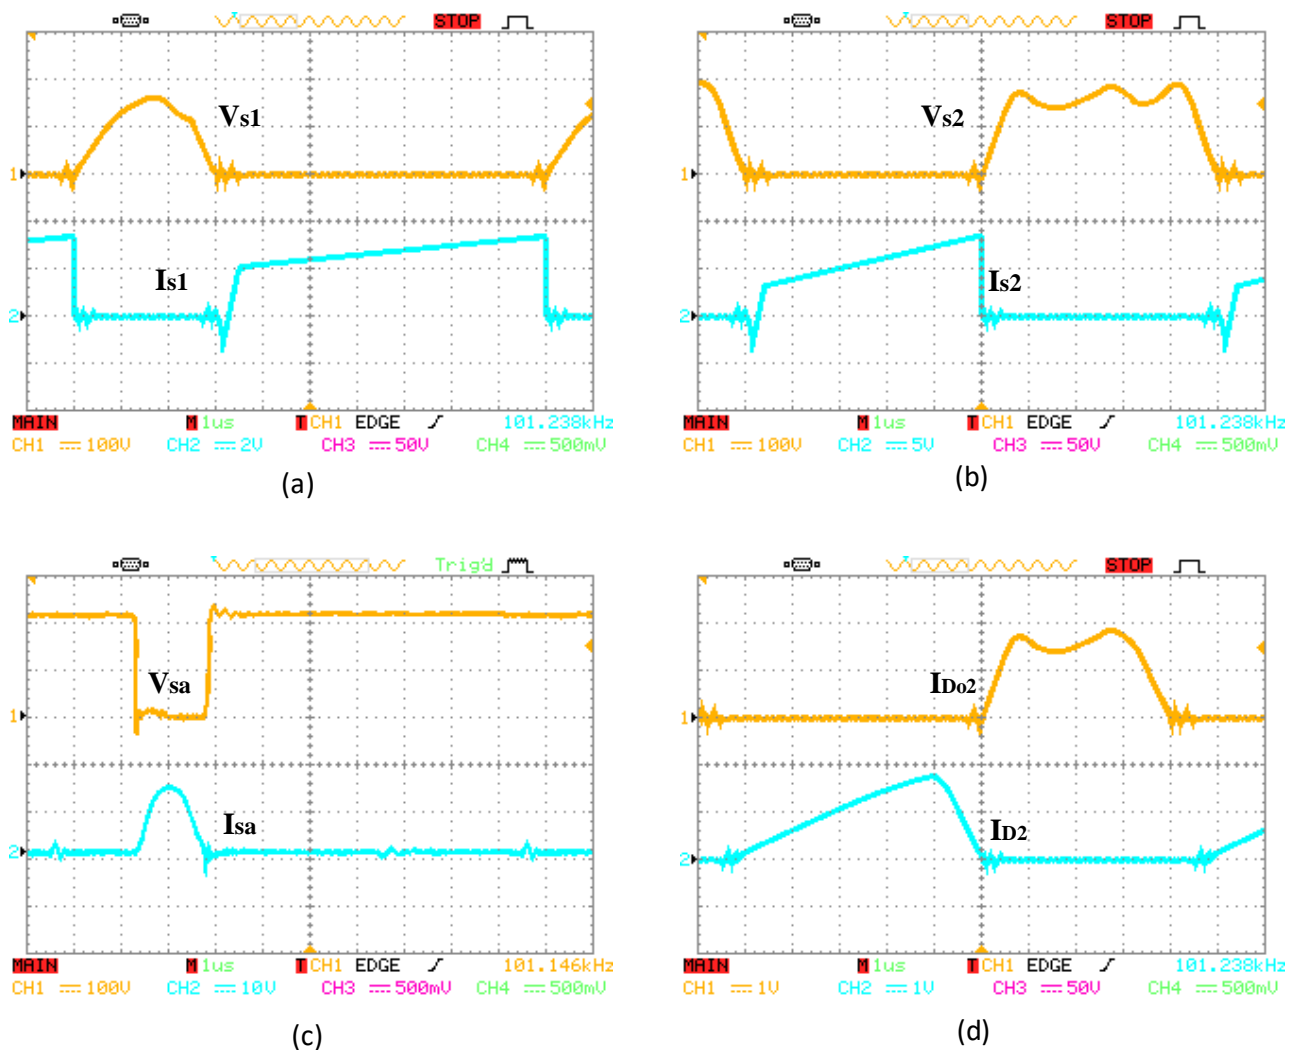 STOP
Vs1
1
Is1
2
MAIN M 1us T CH1 EDGE 101.238kHz
CH1 100V CH2 2V CH3 50V CH4 500mV
(a)
STOP
Vs2
1
Is2
2
MAIN M 1us T CH1 EDGE 101.238kHz
CH1 100V CH2 5V CH3 50V CH4 500mV
(b)
Trig'd
Vsa
1
Isa
2
MAIN M 1us T CH1 EDGE 101.146kHz
CH1 100V CH2 10V CH3 500mV CH4 500mV
(c)
STOP
IDo2
1
ID2
2
MAIN M 1us T CH1 EDGE 101.238kHz
CH1 1V CH2 1V CH3 50V CH4 500mV
(d)